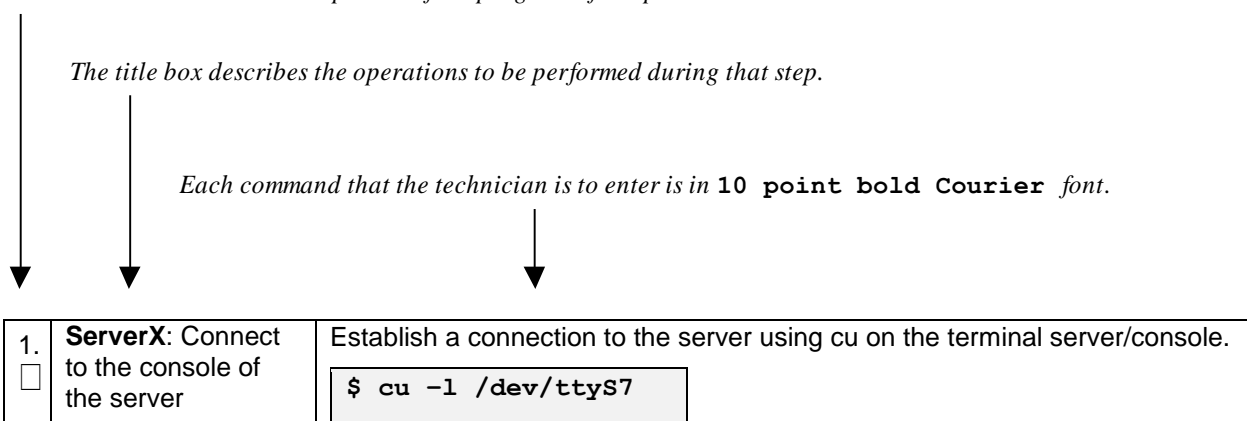 The title box describes the operations to be performed during that step.
Each command that the technician is to enter is in 10 point bold Courier font.
1. ServerX: Connect to the console of the server
Establish a connection to the server using cu on the terminal server/console.
$ cu –l /dev/ttyS7